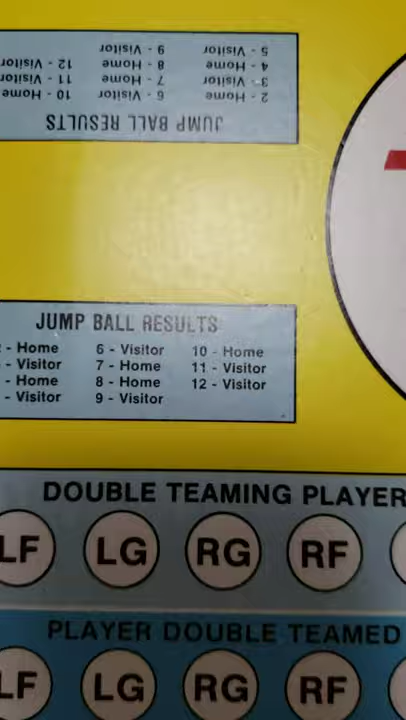 JUMP BALL RESULTS
2 - Home 6 - Visitor 10 - Home
3 - Visitor 7 - Home 11 - Visitor
4 - Home 8 - Home 12 - Visitor
5 - Visitor 9 - Visitor
JUMP BALL RESULTS
- Home 6 - Visitor 10 - Home
- Visitor 7 - Home 11 - Visitor
- Home 8 - Home 12 - Visitor
- Visitor 9 - Visitor
DOUBLE TEAMING PLAYER
LF LG RG RF
PLAYER DOUBLE TEAMED
LF LG RG RF